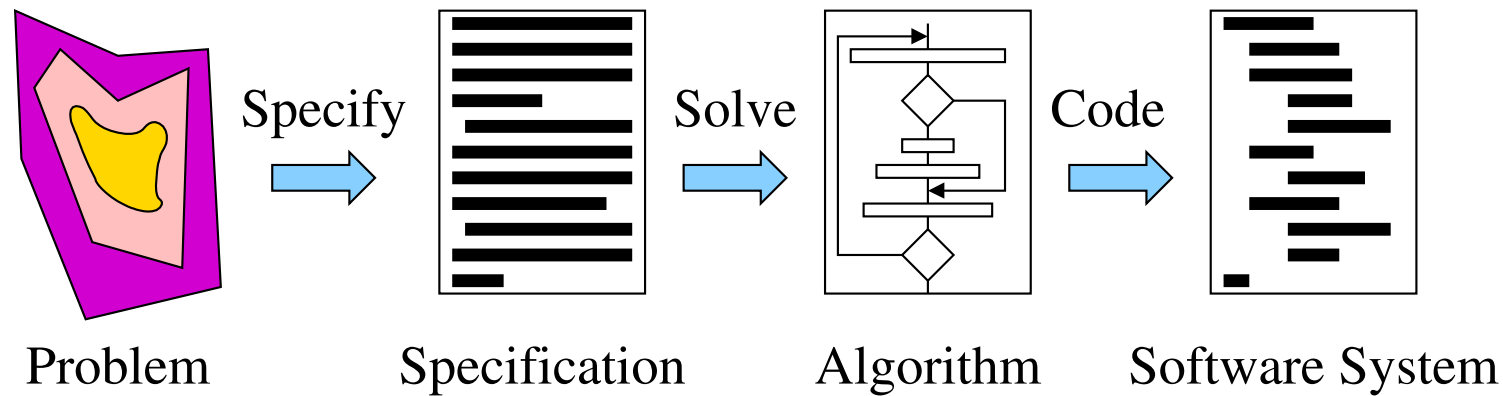 Specify
Solve
Code
Problem
Specification
Algorithm
Software System